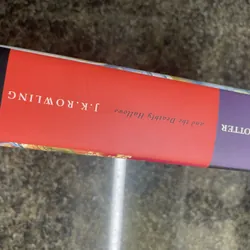 OTTER
and the Deathly Hallows
J.K.ROWLING